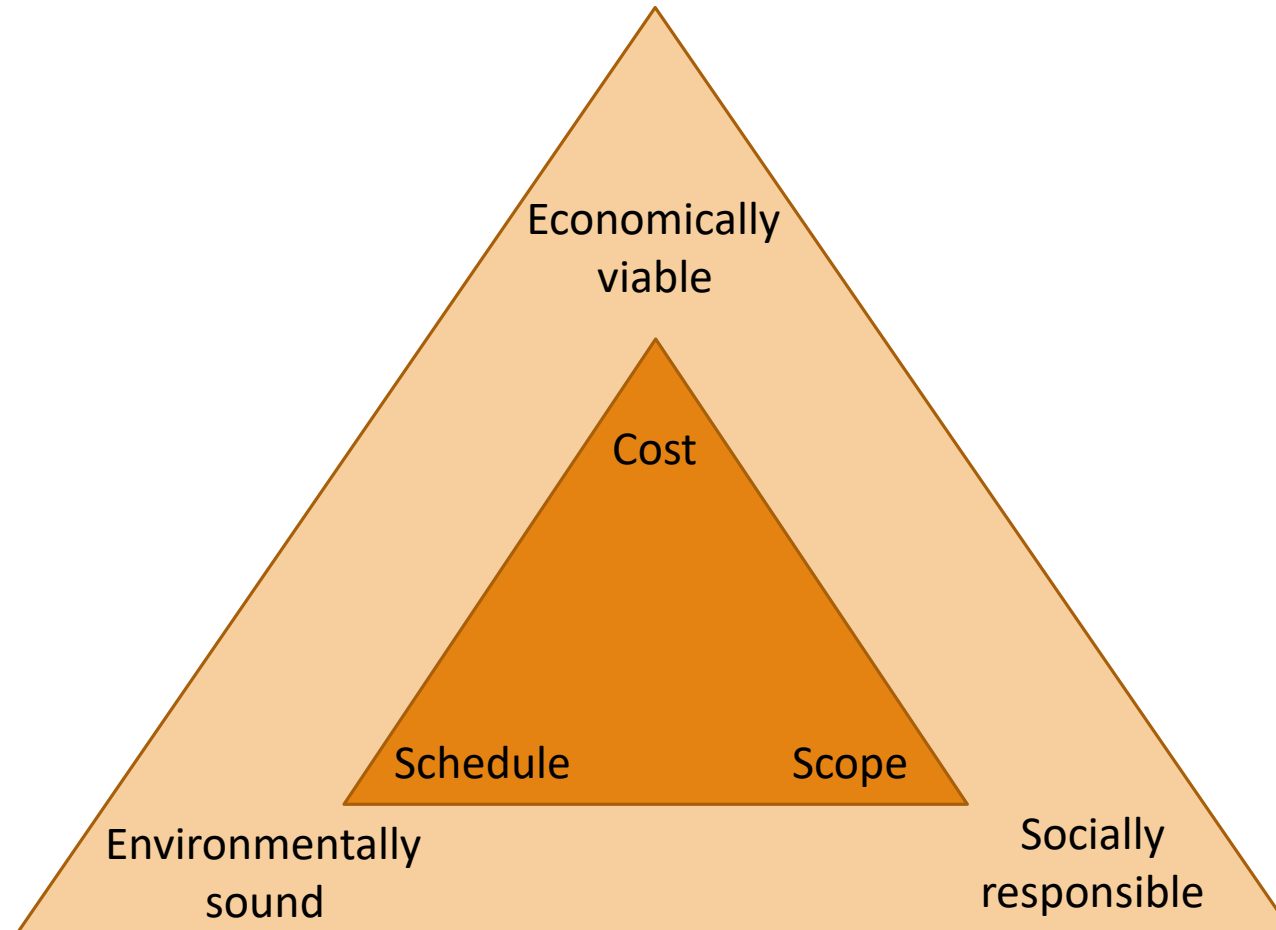 Economically
viable
Cost
Schedule
Scope
Environmentally
sound
Socially
responsible